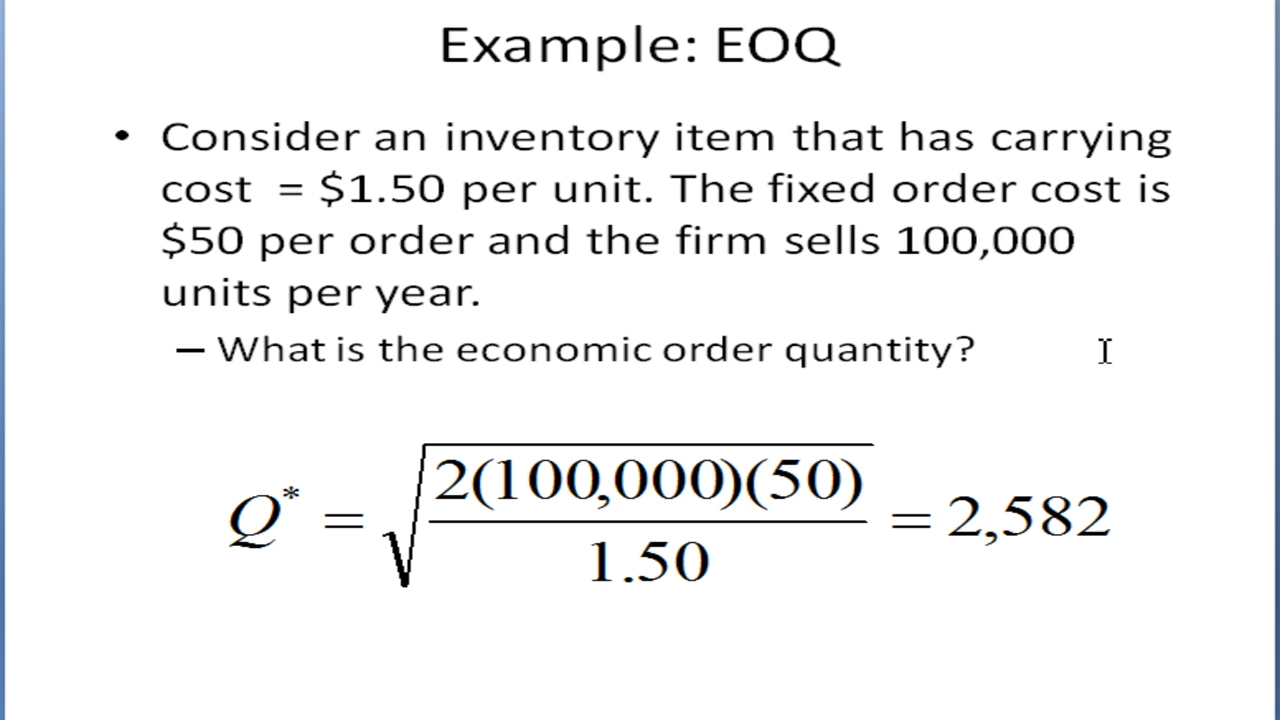 Example: EOQ
• Consider an inventory item that has carrying
cost = $1.50 per unit. The fixed order cost is
$50 per order and the firm sells 100,000
units per year.
– What is the economic order quantity?
Q* = √(2(100,000)(50) / 1.50) = 2,582